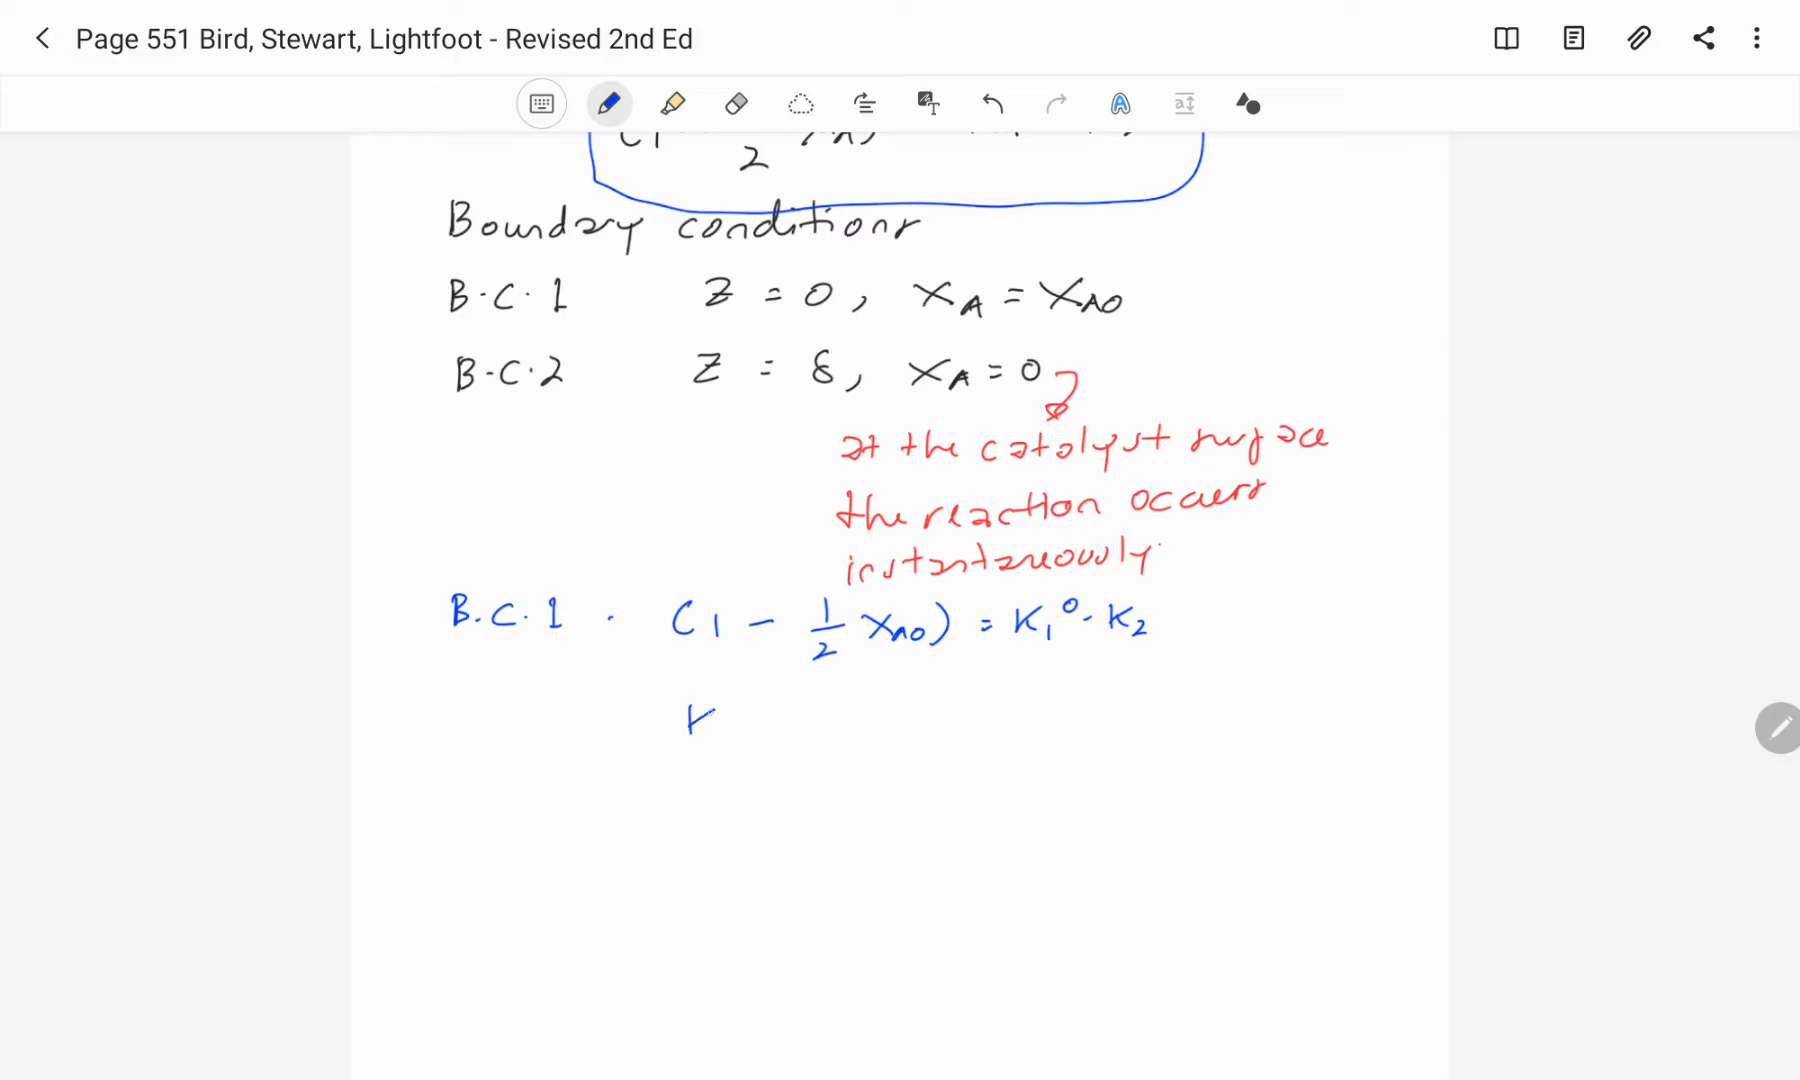 Page 551 Bird, Stewart, Lightfoot - Revised 2nd Ed
2
Boundary conditions
B.C.1 Z = 0, XA = XA0
B.C.2 Z = δ, XA = 0
at the catalyst surface
the reaction occurs
instantaneously.
B.C.1. (1 - 1/2 XA0) = K1^0 · K2
K